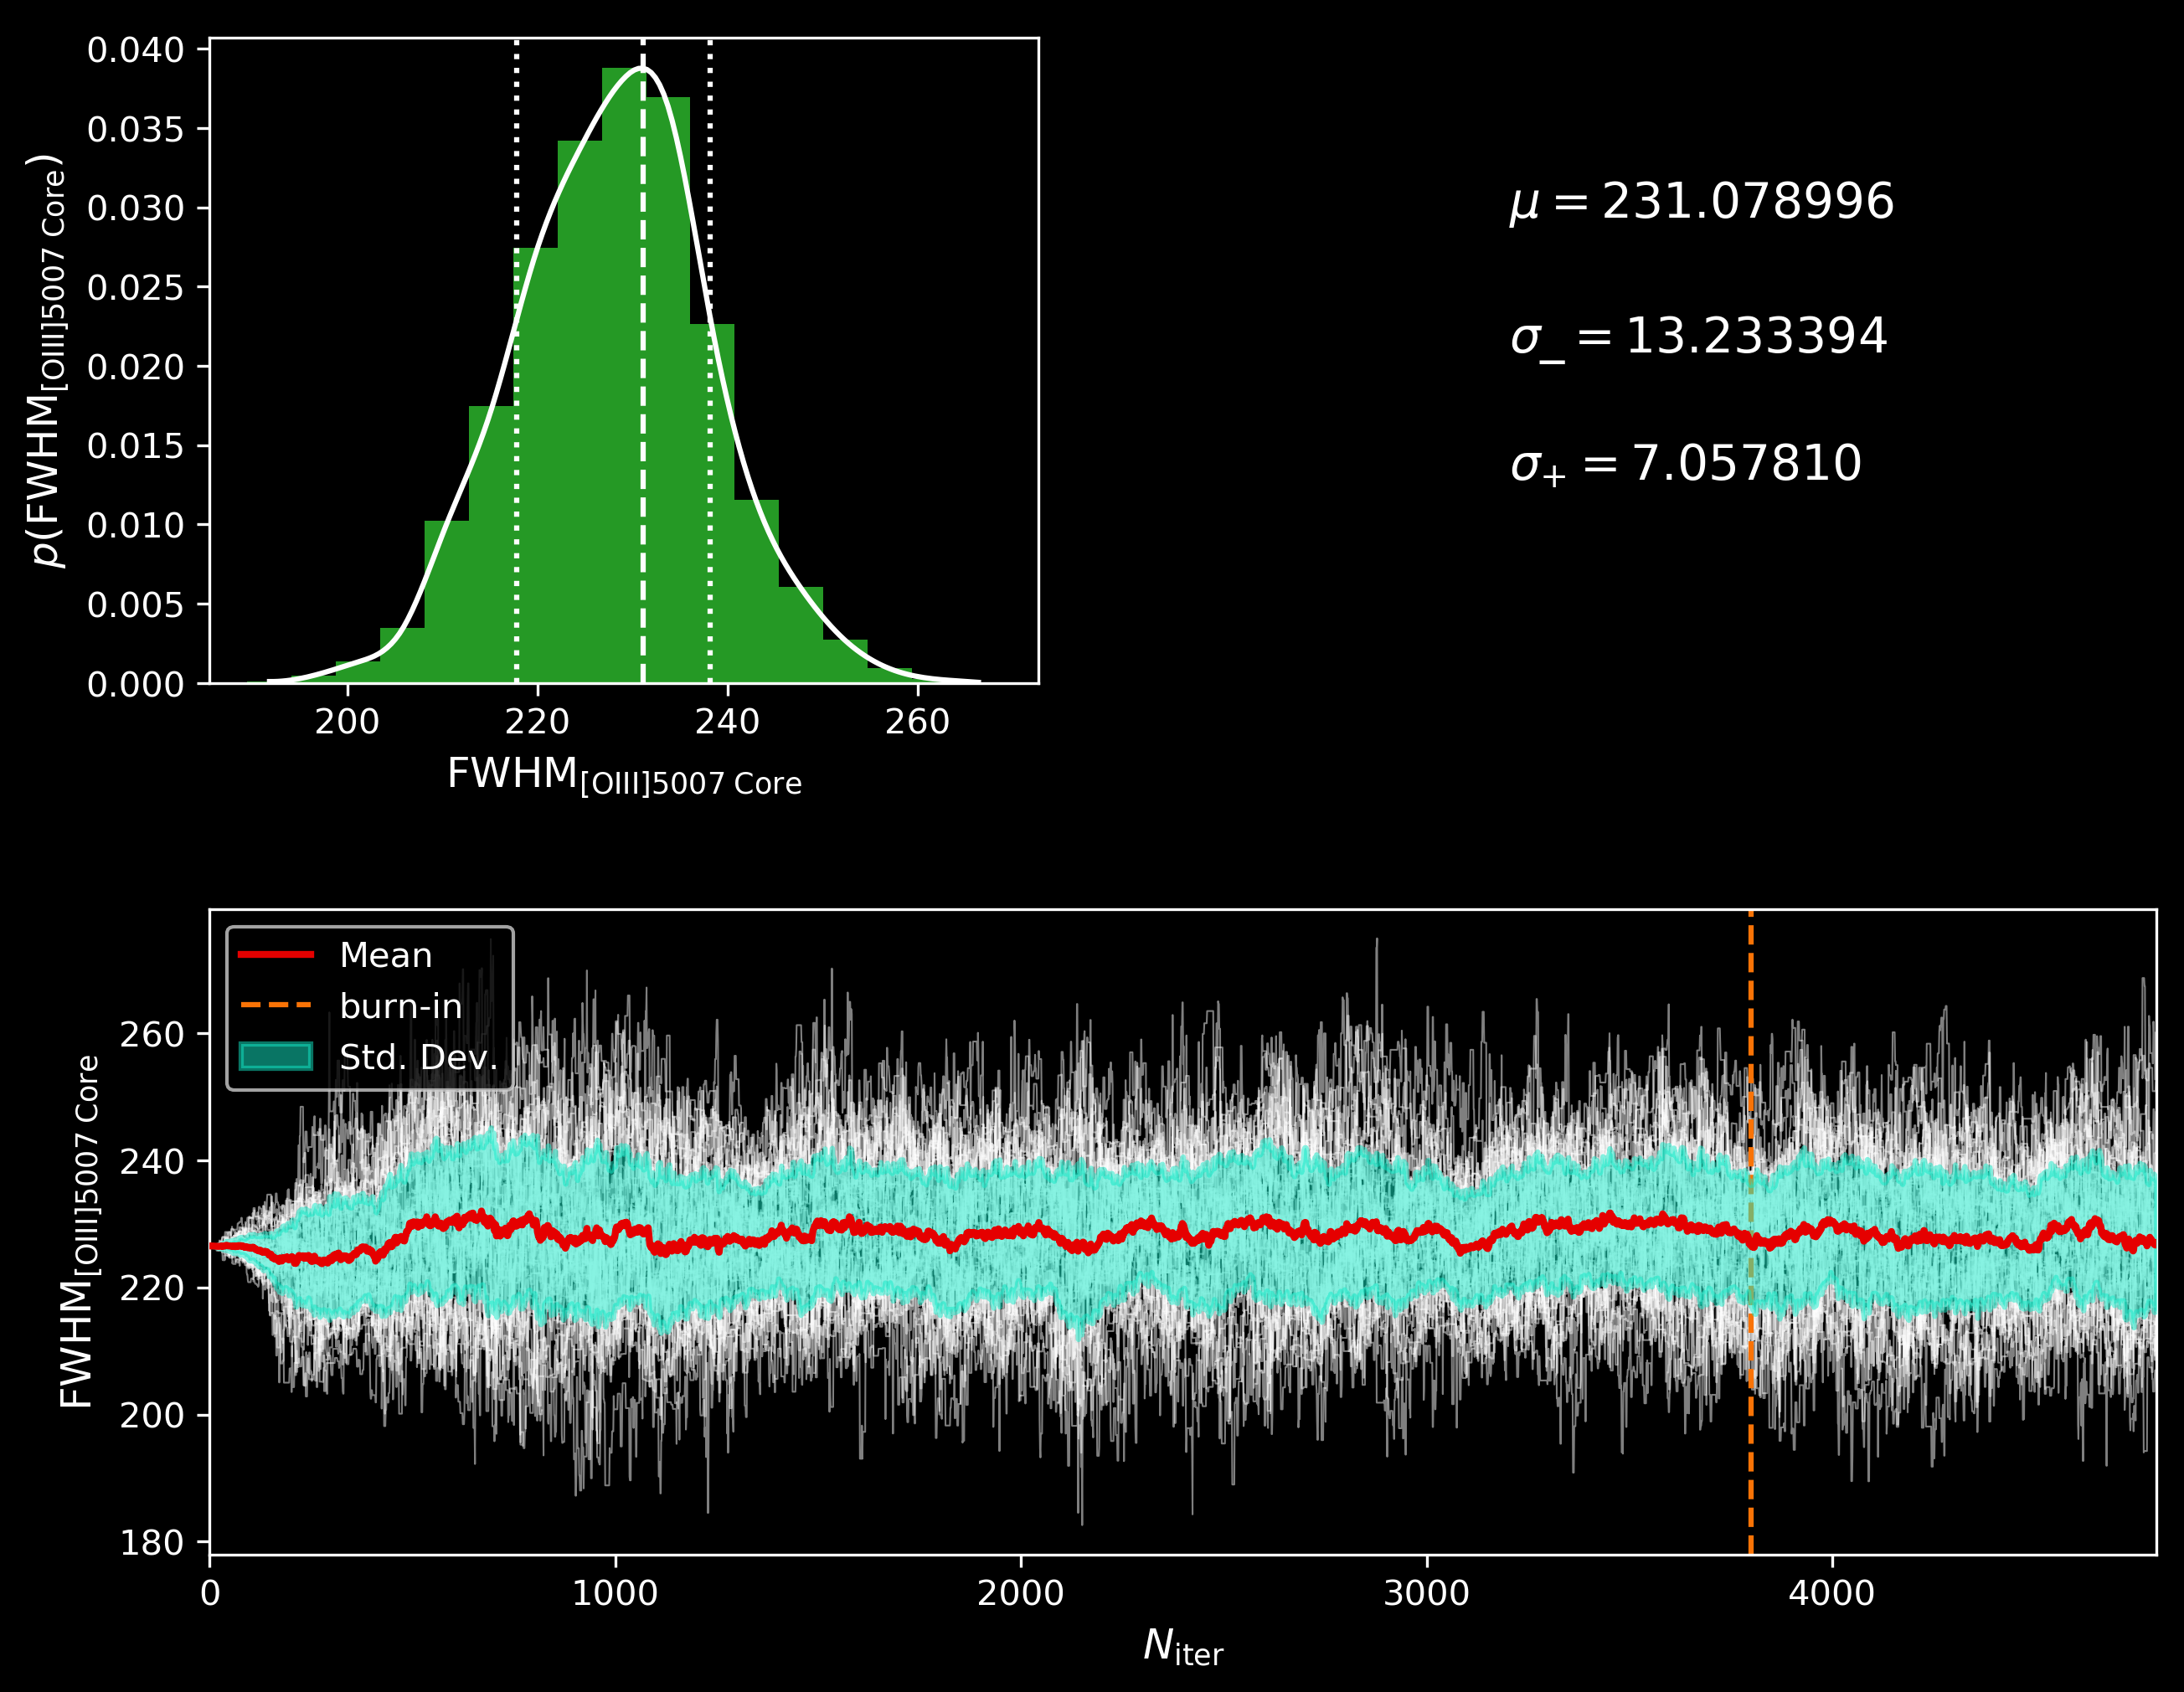 0.040
0.035
0.030
0.025
0.020
0.015
0.010
0.005
0.000
p(FWHM[OIII]5007 Core)
200 220 240 260
FWHM[OIII]5007 Core
μ = 231.078996
σ_ = 13.233394
σ+ = 7.057810
Mean
burn-in
Std. Dev.
260
240
220
200
180
FWHM[OIII]5007 Core
0 1000 2000 3000 4000
Niter